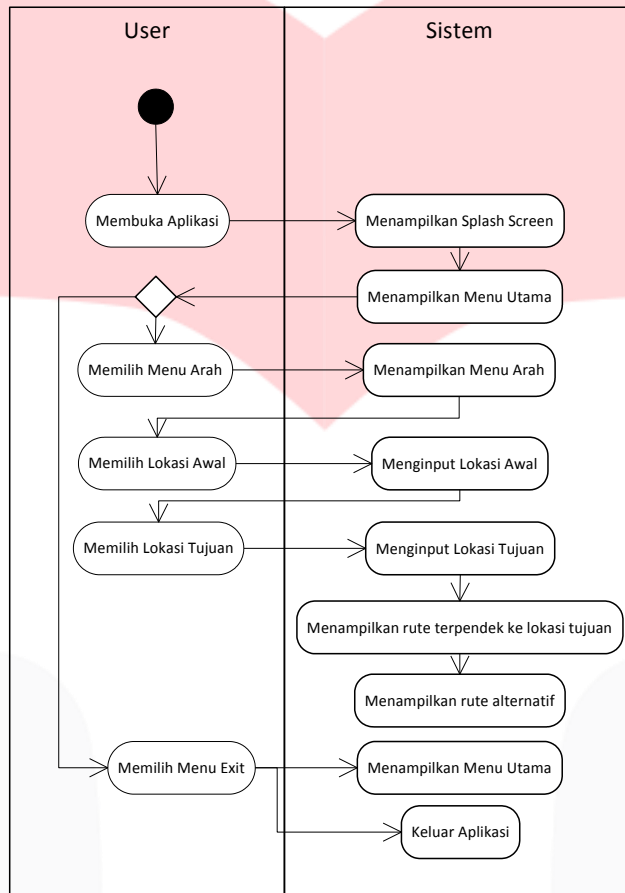 User
Sistem
Membuka Aplikasi
Menampilkan Splash Screen
Menampilkan Menu Utama
Memilih Menu Arah
Menampilkan Menu Arah
Memilih Lokasi Awal
Menginput Lokasi Awal
Memilih Lokasi Tujuan
Menginput Lokasi Tujuan
Menampilkan rute terpendek ke lokasi tujuan
Menampilkan rute alternatif
Memilih Menu Exit
Menampilkan Menu Utama
Keluar Aplikasi